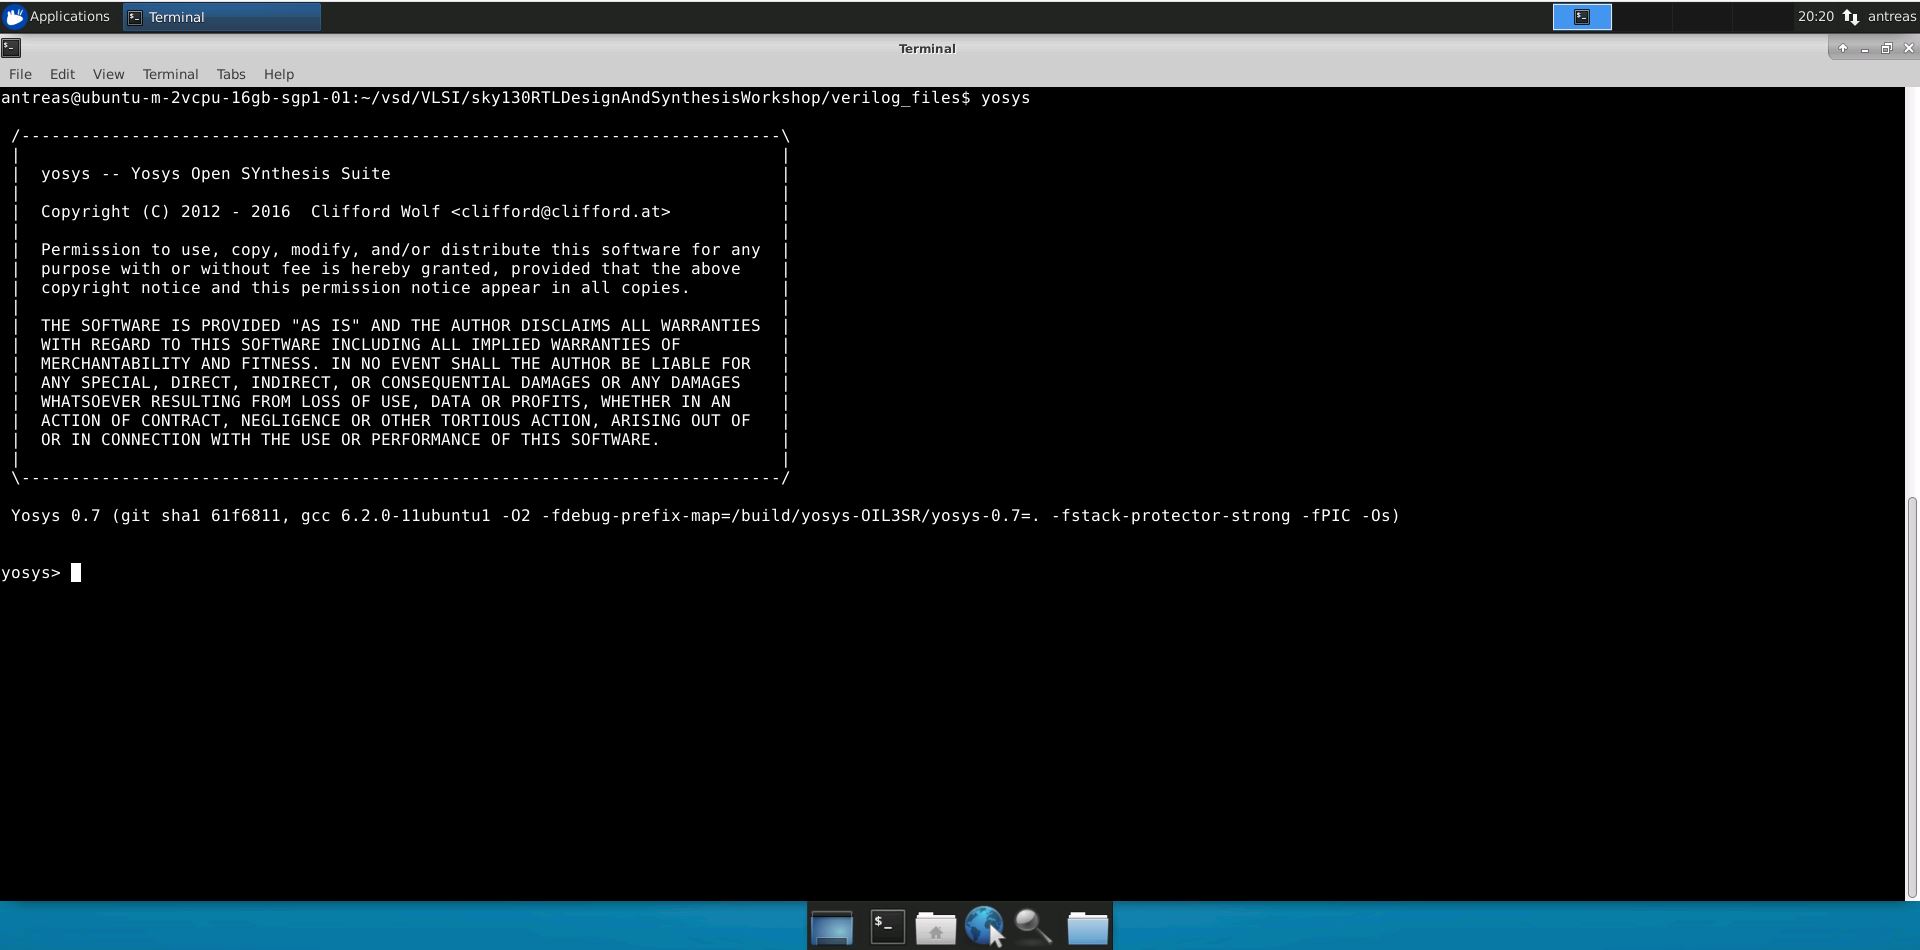 Applications Terminal 20:20 antreas
Terminal
File Edit View Terminal Tabs Help
antreas@ubuntu-m-2vcpu-16gb-sgp1-01:~/vsd/VLSI/sky130RTLDesignAndSynthesisWorkshop/verilog_files$ yosys
/----------------------------------------------------------------------------\
|                                                                            |
|  yosys -- Yosys Open SYnthesis Suite                                       |
|                                                                            |
|  Copyright (C) 2012 - 2016  Clifford Wolf <clifford@clifford.at>           |
|                                                                            |
|  Permission to use, copy, modify, and/or distribute this software for any  |
|  purpose with or without fee is hereby granted, provided that the above    |
|  copyright notice and this permission notice appear in all copies.         |
|                                                                            |
|  THE SOFTWARE IS PROVIDED "AS IS" AND THE AUTHOR DISCLAIMS ALL WARRANTIES  |
|  WITH REGARD TO THIS SOFTWARE INCLUDING ALL IMPLIED WARRANTIES OF          |
|  MERCHANTABILITY AND FITNESS. IN NO EVENT SHALL THE AUTHOR BE LIABLE FOR   |
|  ANY SPECIAL, DIRECT, INDIRECT, OR CONSEQUENTIAL DAMAGES OR ANY DAMAGES    |
|  WHATSOEVER RESULTING FROM LOSS OF USE, DATA OR PROFITS, WHETHER IN AN     |
|  ACTION OF CONTRACT, NEGLIGENCE OR OTHER TORTIOUS ACTION, ARISING OUT OF   |
|  OR IN CONNECTION WITH THE USE OR PERFORMANCE OF THIS SOFTWARE.            |
|                                                                            |
\----------------------------------------------------------------------------/
Yosys 0.7 (git sha1 61f6811, gcc 6.2.0-11ubuntu1 -O2 -fdebug-prefix-map=/build/yosys-OIL3SR/yosys-0.7=. -fstack-protector-strong -fPIC -Os)
yosys>